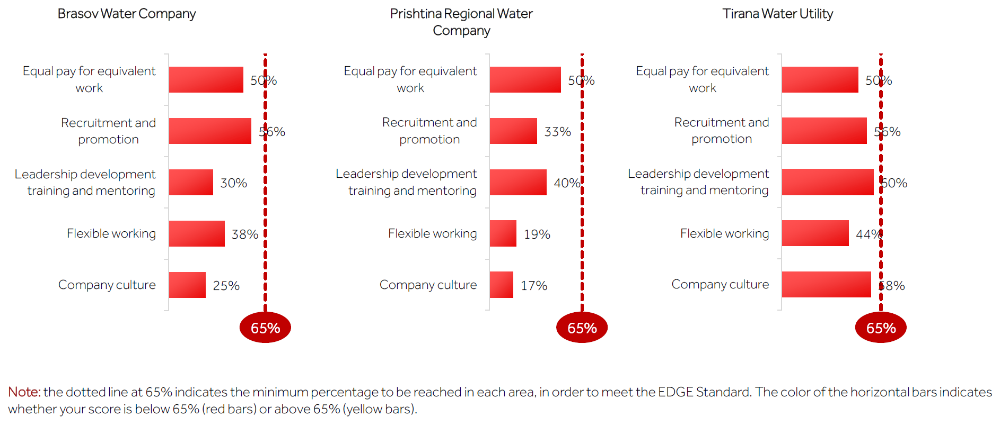 Brasov Water Company
Equal pay for equivalent
work
50%
Recruitment and
promotion
56%
Leadership development
training and mentoring
30%
Flexible working
38%
Company culture
25%
65%
Prishtina Regional Water
Company
Equal pay for equivalent
work
50%
Recruitment and
promotion
33%
Leadership development
training and mentoring
40%
Flexible working
19%
Company culture
17%
65%
Tirana Water Utility
Equal pay for equivalent
work
50%
Recruitment and
promotion
56%
Leadership development
training and mentoring
60%
Flexible working
44%
Company culture
58%
65%
Note: the dotted line at 65% indicates the minimum percentage to be reached in each area, in order to meet the EDGE Standard. The color of the horizontal bars indicates
whether your score is below 65% (red bars) or above 65% (yellow bars).